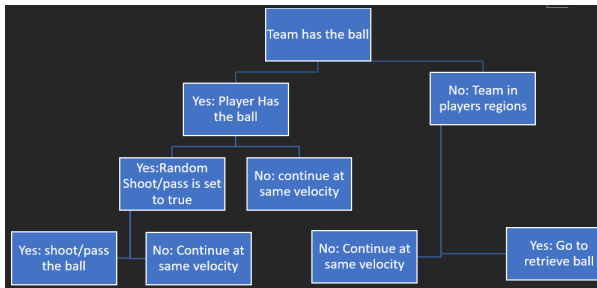 Team has the ball
Yes: Player Has
the ball
No: Team in
players regions
Yes:Random
Shoot/pass is set
to true
No: continue at
same velocity
Yes: shoot/pass
the ball
No: Continue at
same velocity
No: Continue at
same velocity
Yes: Go to
retrieve ball